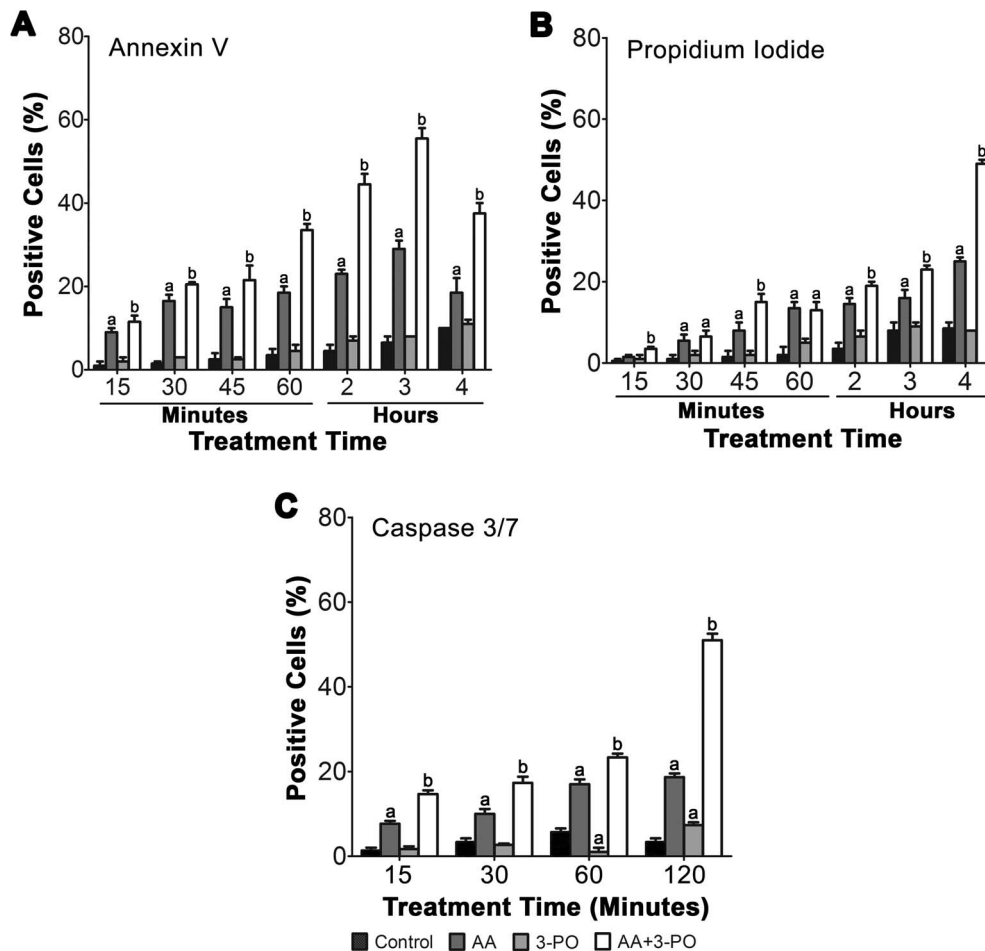 A
Annexin V
80
60
40
20
0
Positive Cells (%)
a b a b a b a b a b a b a b
15 30 45 60 2 3 4
Minutes Hours
Treatment Time
B
Propidium Iodide
80
60
40
20
0
Positive Cells (%)
b a a a b a a a b a b a b
15 30 45 60 2 3 4
Minutes Hours
Treatment Time
C
Caspase 3/7
80
60
40
20
0
Positive Cells (%)
a b a b a a b a a b
15 30 60 120
Treatment Time (Minutes)
Control AA 3-PO AA+3-PO